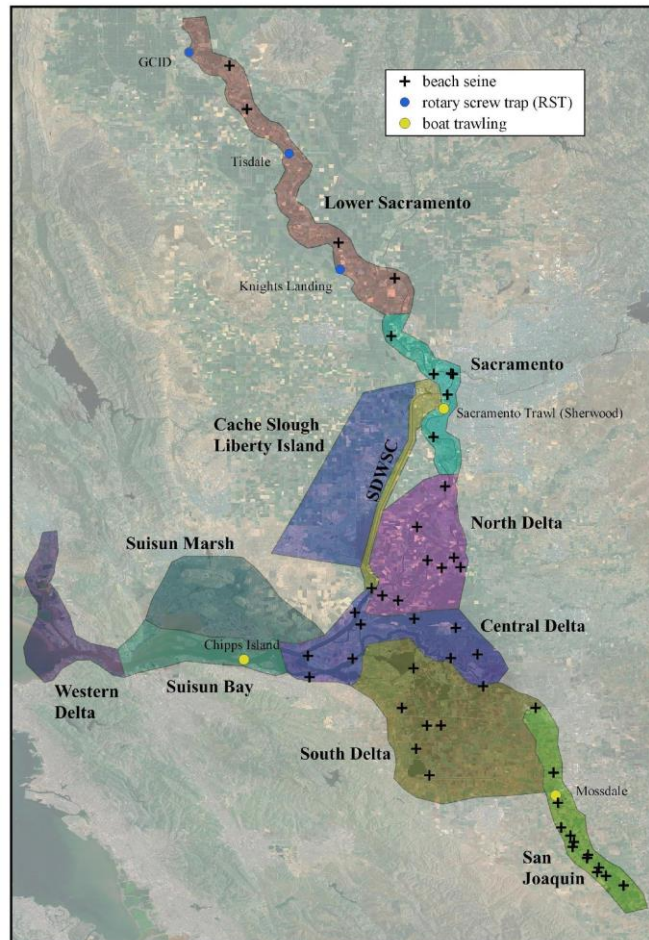 GCID
beach seine
rotary screw trap (RST)
boat trawling
Tisdale
Lower Sacramento
Knights Landing
Sacramento
Sacramento Trawl (Sherwood)
Cache Slough
Liberty Island
SDWSC
North Delta
Suisun Marsh
Central Delta
Chipps Island
Western
Delta
Suisun Bay
South Delta
Mossdale
San
Joaquin